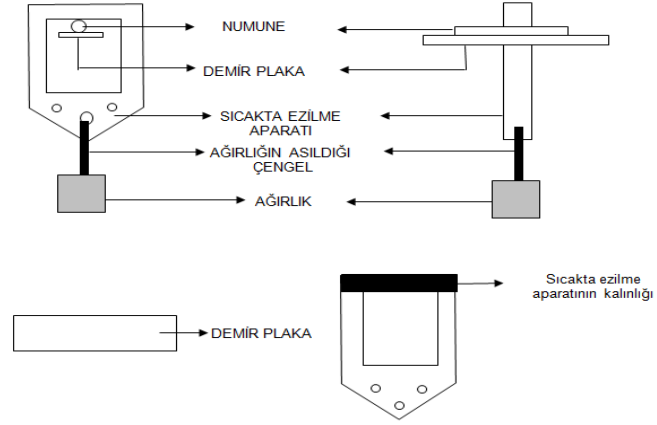 NUMUNE
DEMİR PLAKA
SICAKTA EZİLME
APARATI
AĞIRLIĞIN ASILDIĞI
ÇENGEL
AĞIRLIK
Sıcakta ezilme
aparatının kalınlığı
DEMİR PLAKA